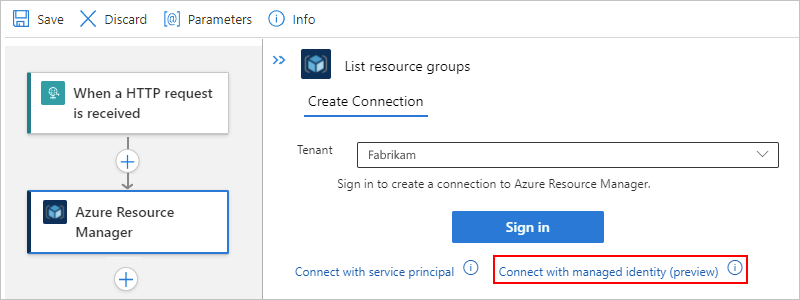 Save Discard [@] Parameters Info
When a HTTP request
is received
Azure Resource
Manager
List resource groups
Create Connection
Tenant Fabrikam
Sign in to create a connection to Azure Resource Manager.
Sign in
Connect with service principal Connect with managed identity (preview)